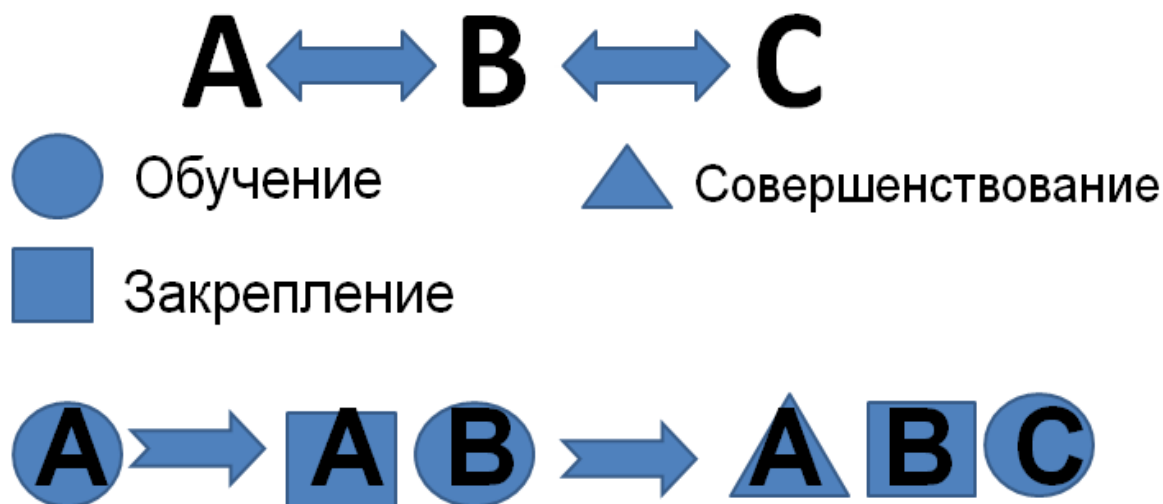 A B C
Обучение
Совершенствование
Закрепление
A A B A B C